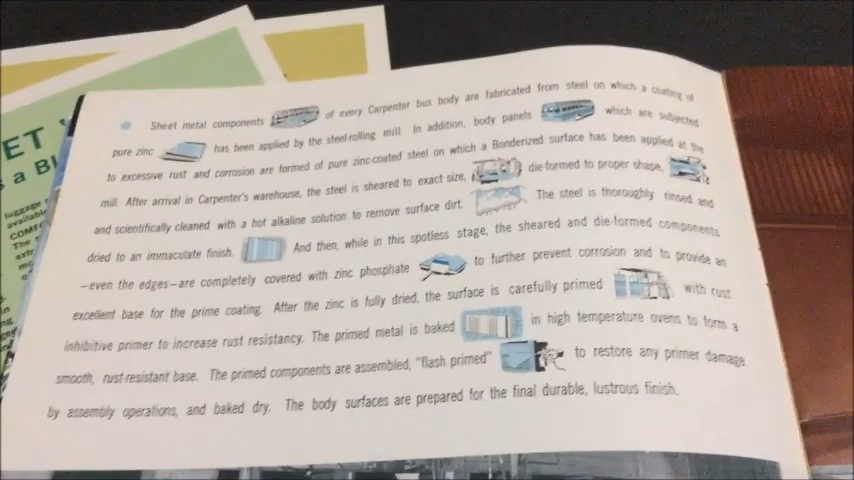 Sheet metal components of every Carpenter bus body are fabricated from steel on which a coating of
pure zinc has been applied by the steel-rolling mill. In addition, body panels which are subjected
to excessive rust and corrosion are formed of pure zinc-coated steel on which a Bonderized surface has been applied at the
mill. After arrival in Carpenter's warehouse, the steel is sheared to exact size, die-formed to proper shape,
and scientifically cleaned with a hot alkaline solution to remove surface dirt. The steel is thoroughly rinsed and
dried to an immaculate finish. And then, while in this spotless stage, the sheared and die-formed components
—even the edges—are completely covered with zinc phosphate to further prevent corrosion and to provide an
excellent base for the prime coating. After the zinc is fully dried, the surface is carefully primed with rust
inhibitive primer to increase rust resistancy. The primed metal is baked in high temperature ovens to form a
smooth, rust-resistant base. The primed components are assembled, "flash primed" to restore any primer damage
by assembly operations, and baked dry. The body surfaces are prepared for the final durable, lustrous finish.
ET
a BL
luggage
available
COMFO
The